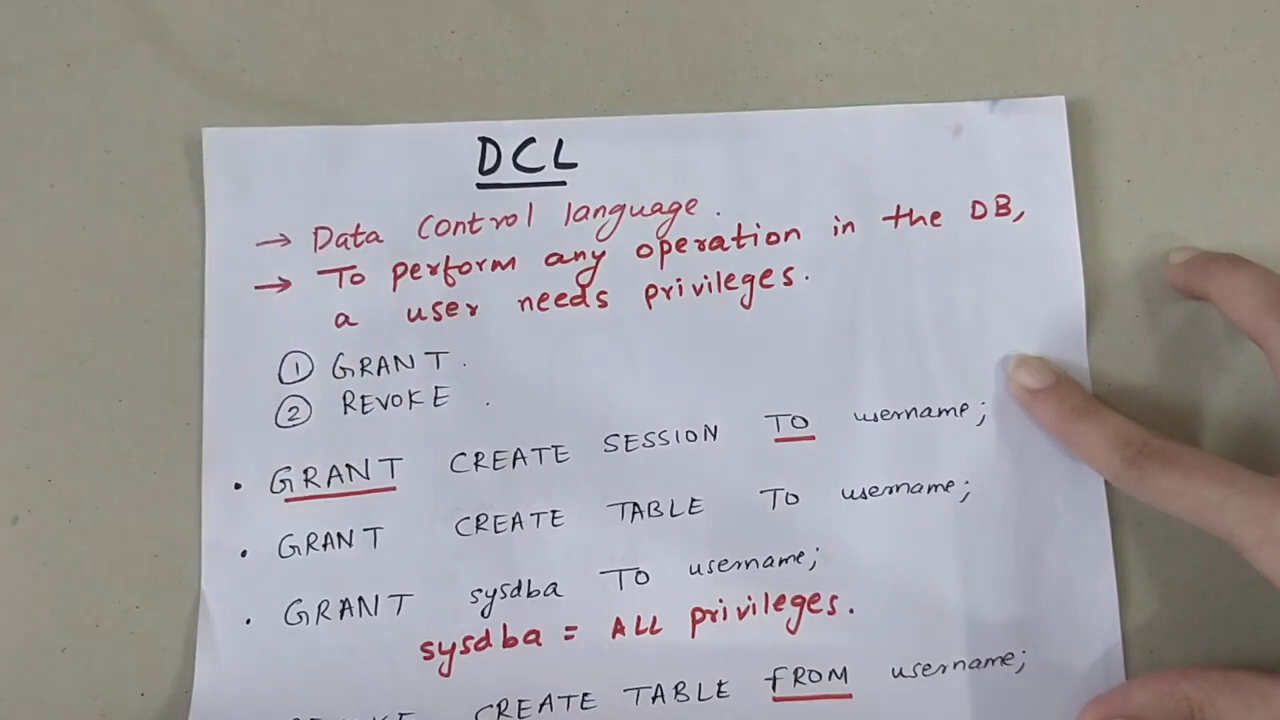 DCL
→ Data Control language.
→ To perform any operation in the DB,
a user needs privileges.
① GRANT.
② REVOKE.
• GRANT CREATE SESSION TO username;
• GRANT CREATE TABLE TO username;
• GRANT sysdba TO username;
sysdba = ALL privileges.
CREATE TABLE FROM username;